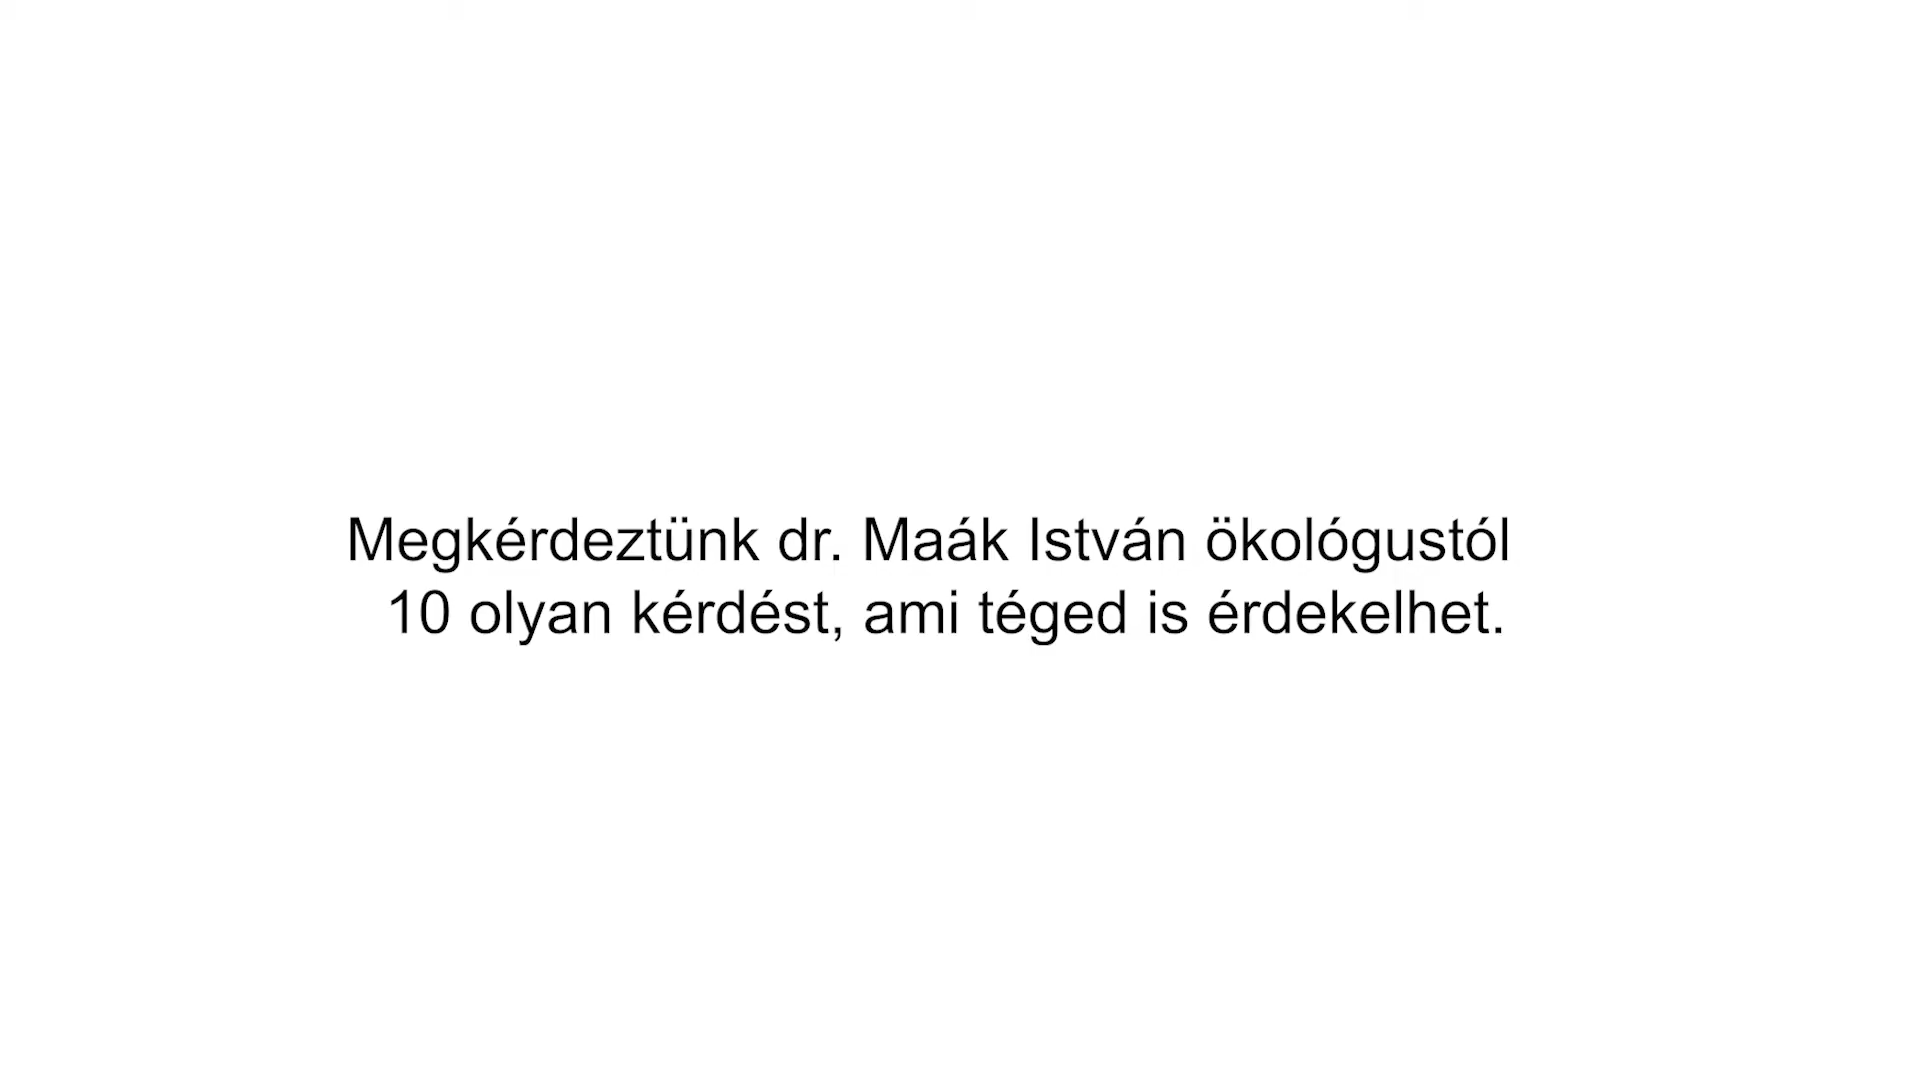 Megkérdeztünk dr. Maák István ökológustól
10 olyan kérdést, ami téged is érdekelhet.